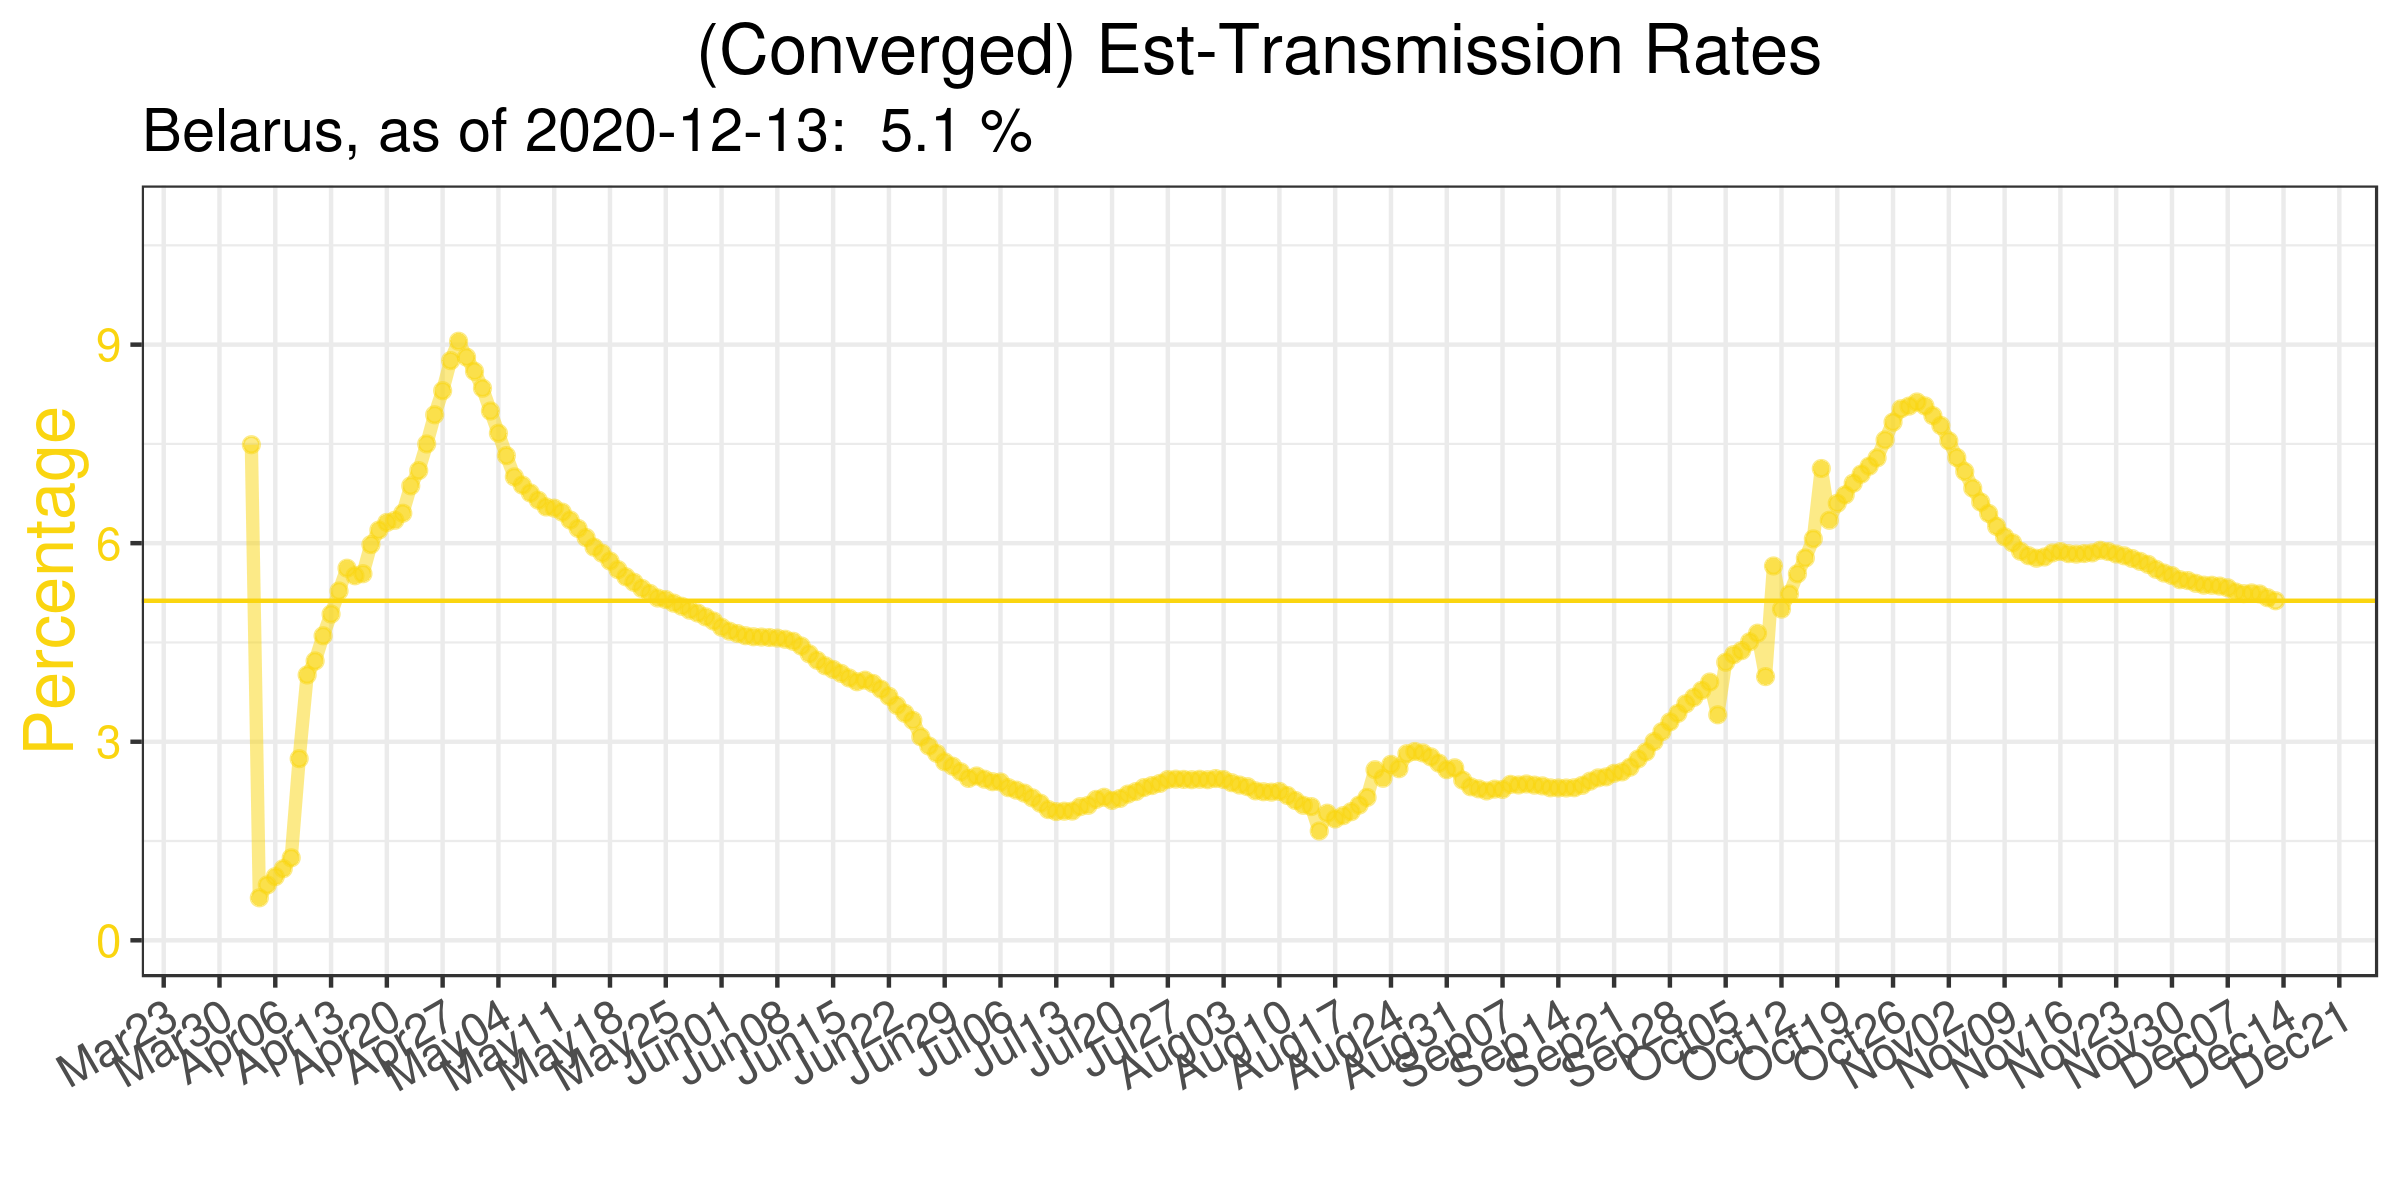 (Converged) Est-Transmission Rates
Belarus, as of 2020-12-13:  5.1 %
Percentage
9
6
3
0
Mar23
Mar30
Apr06
Apr13
Apr20
Apr27
May04
May11
May18
May25
Jun01
Jun08
Jun15
Jun22
Jun29
Jul06
Jul13
Jul20
Jul27
Aug03
Aug10
Aug17
Aug24
Aug31
Sep07
Sep14
Sep21
Sep28
Oct05
Oct12
Oct19
Oct26
Nov02
Nov09
Nov16
Nov23
Nov30
Dec07
Dec14
Dec21